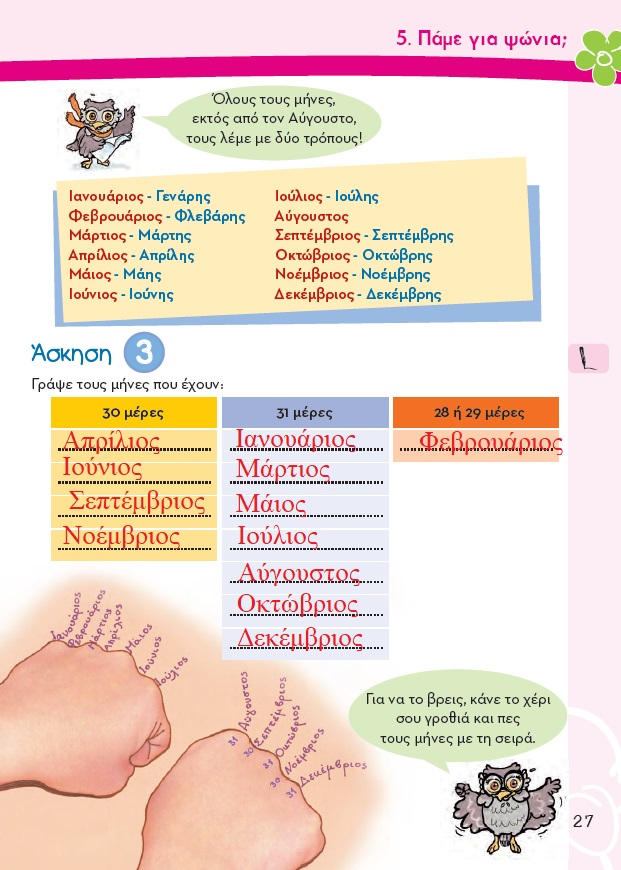 5. Πάμε για ψώνια;
Όλους τους μήνες,
εκτός από τον Αύγουστο,
τους λέμε με δύο τρόπους!
Ιανουάριος - Γενάρης
Φεβρουάριος - Φλεβάρης
Μάρτιος - Μάρτης
Απρίλιος - Απρίλης
Μάιος - Μάης
Ιούνιος - Ιούνης
Ιούλιος - Ιούλης
Αύγουστος
Σεπτέμβριος - Σεπτέμβρης
Οκτώβριος - Οκτώβρης
Νοέμβριος - Νοέμβρης
Δεκέμβριος - Δεκέμβρης
Άσκηση 3
Γράψε τους μήνες που έχουν:
30 μέρες
Απρίλιος
Ιούνιος
Σεπτέμβριος
Νοέμβριος
31 μέρες
Ιανουάριος
Μάρτιος
Μάιος
Ιούλιος
Αύγουστος
Οκτώβριος
Δεκέμβριος
28 ή 29 μέρες
Φεβρουάριος
Ιανουάριος
Φεβρουάριος
Μάρτιος
Απρίλιος
Μάιος
Ιούνιος
Ιούλιος
31 Αύγουστος
30 Σεπτέμβριος
31 Οκτώβριος
30 Νοέμβριος
31 Δεκέμβριος
Για να το βρεις, κάνε το χέρι
σου γροθιά και πες
τους μήνες με τη σειρά.
27